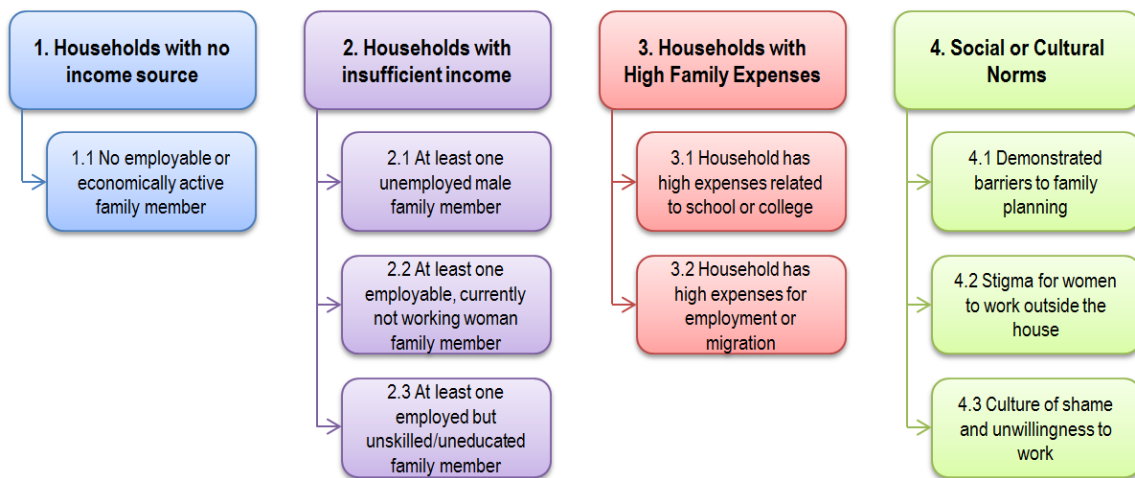 1. Households with no
income source
1.1 No employable or
economically active
family member
2. Households with
insufficient income
2.1 At least one
unemployed male
family member
2.2 At least one
employable, currently
not working woman
family member
2.3 At least one
employed but
unskilled/uneducated
family member
3. Households with
High Family Expenses
3.1 Household has
high expenses related
to school or college
3.2 Household has
high expenses for
employment or
migration
4. Social or Cultural
Norms
4.1 Demonstrated
barriers to family
planning
4.2 Stigma for women
to work outside the
house
4.3 Culture of shame
and unwillingness to
work